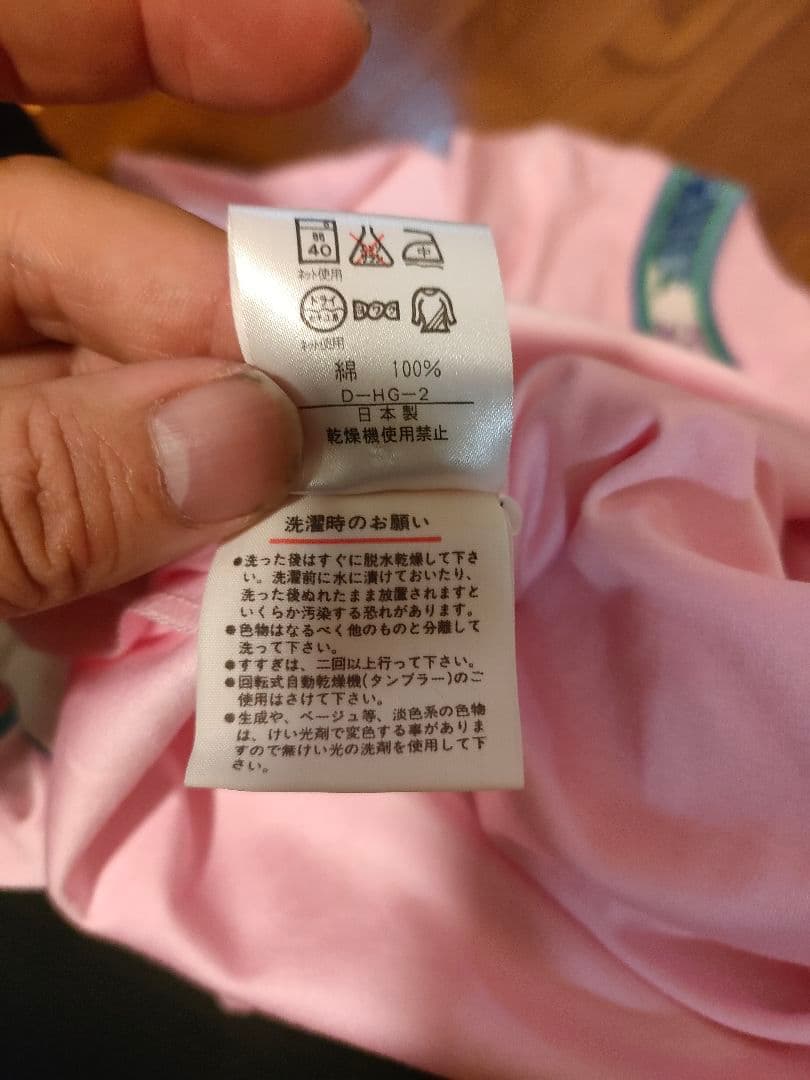 弱
40
中
ネット使用
ドライ
セキユ系
ネット使用
綿 100%
D-HG-2
日本製
乾燥機使用禁止
洗濯時のお願い
●洗った後はすぐに脱水乾燥して下さ
い。洗濯前に水に漬けておいたり、
洗った後ぬれたまま放置されますと
いくらか汚染する恐れがあります。
●色物はなるべく他のものと分離して
洗って下さい。
●すすぎは、二回以上行って下さい。
●回転式自動乾燥機(タンブラー)のご
使用はさけて下さい。
●生成や、ベージュ等、淡色系の色物
は、けい光剤で変色する事がありま
すので無けい光の洗剤を使用して下
さい。